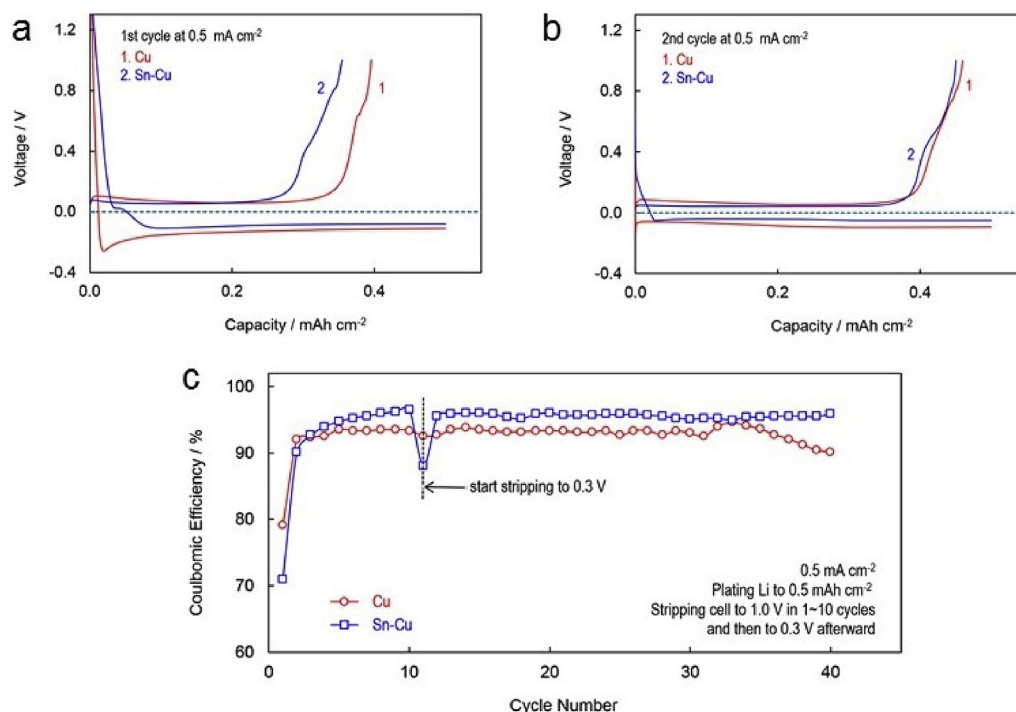 a
1st cycle at 0.5 mA cm-2
1. Cu
2. Sn-Cu
2
1
1.2
0.8
0.4
0.0
-0.4
Voltage / V
0.0
0.2
0.4
Capacity / mAh cm-2
b
2nd cycle at 0.5 mA cm-2
1. Cu
2. Sn-Cu
1
2
1.2
0.8
0.4
0.0
-0.4
Voltage / V
0.0
0.2
0.4
Capacity / mAh cm-2
c
100
90
80
70
60
Coulbomic Efficiency / %
start stripping to 0.3 V
Cu
Sn-Cu
0.5 mA cm-2
Plating Li to 0.5 mAh cm-2
Stripping cell to 1.0 V in 1~10 cycles
and then to 0.3 V afterward
0
10
20
30
40
Cycle Number